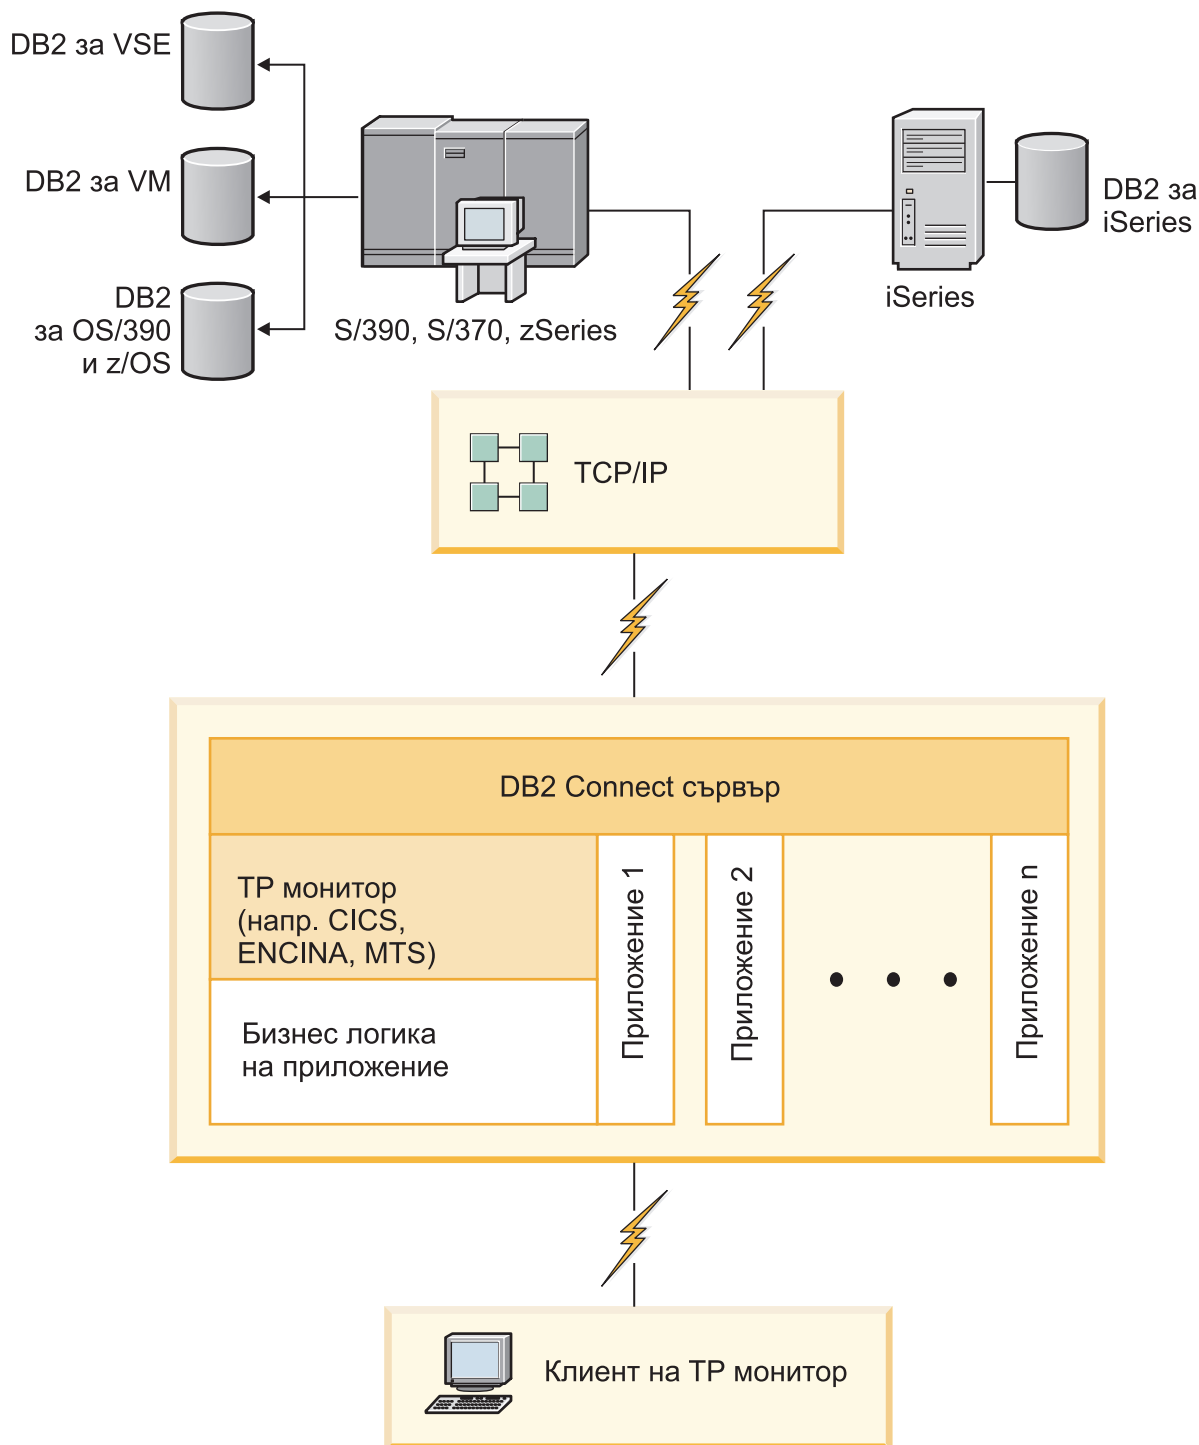 DB2 за VSE
DB2 за VM
DB2
за OS/390
и z/OS
S/390, S/370, zSeries
iSeries
DB2 за
iSeries
TCP/IP
DB2 Connect сървър
TP монитор
(напр. CICS,
ENCINA, MTS)
Бизнес логика
на приложение
Приложение 1
Приложение 2
Приложение n
Клиент на TP монитор